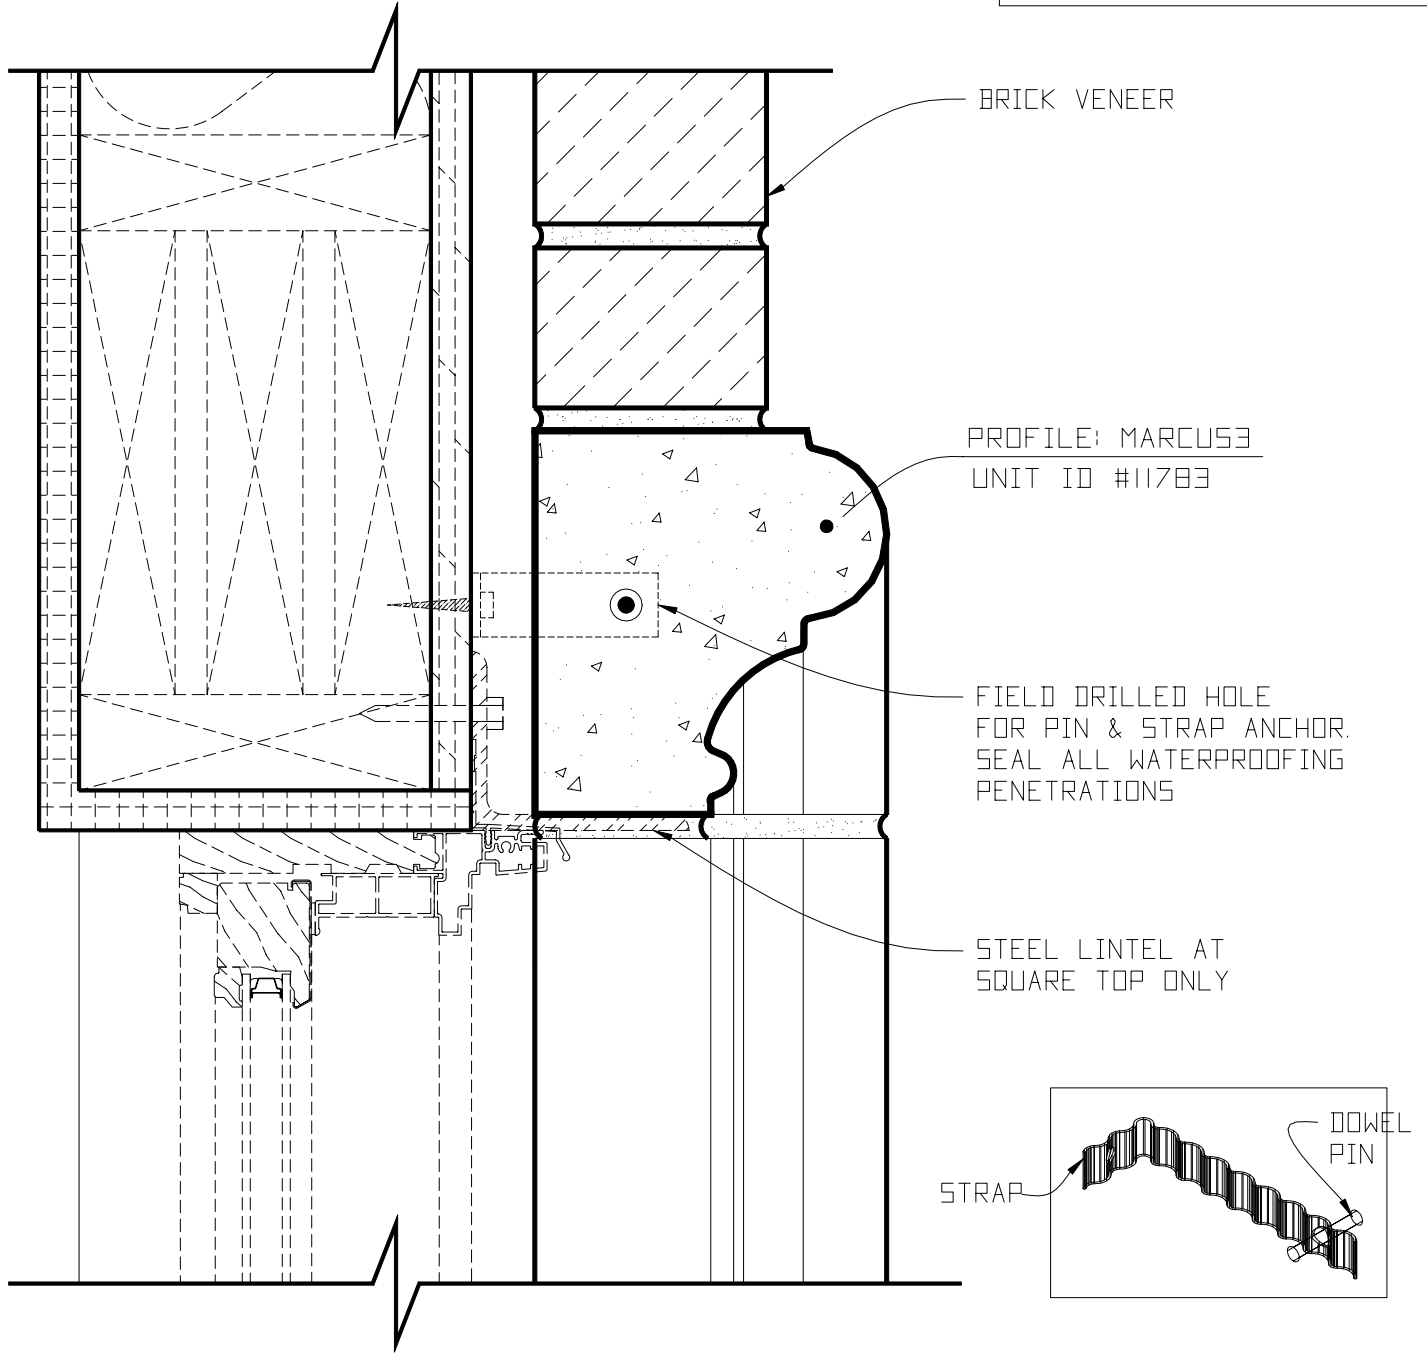 BRICK VENEER
PROFILE: MARCUS3
UNIT ID #11783
FIELD DRILLED HOLE
FOR PIN & STRAP ANCHOR.
SEAL ALL WATERPROOFING
PENETRATIONS
STEEL LINTEL AT
SQUARE TOP ONLY
DOWEL
PIN
STRAP